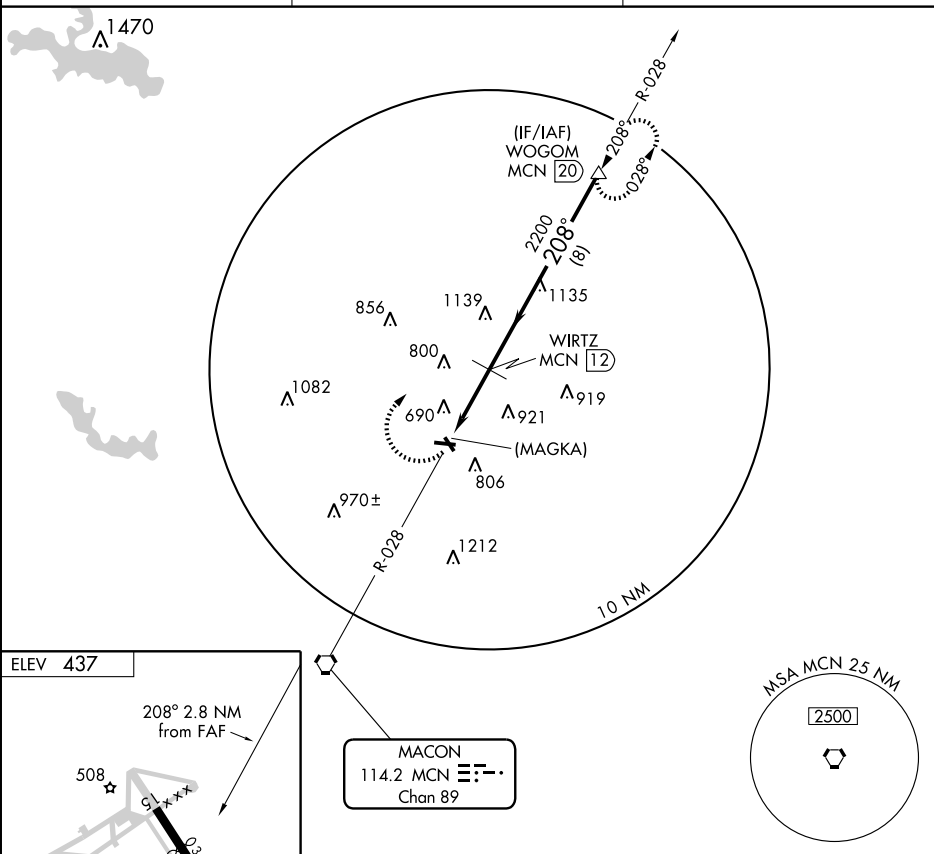 1470
R-028
208°
028°
(IF/IAF)
WOGOM
MCN 20
2200
208°
(8)
1135
1139
856
WIRTZ
MCN 12
800
1082
919
690
921
(MAGKA)
806
970±
R-028
1212
10 NM
ELEV 437
208° 2.8 NM
from FAF
508
15
MACON
114.2 MCN
Chan 89
MSA MCN 25 NM
2500